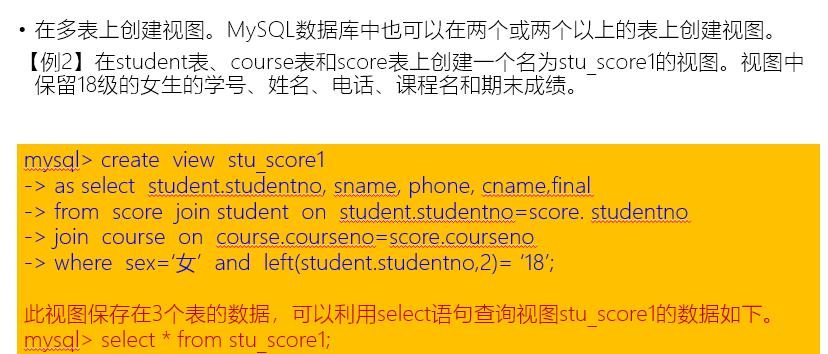 • 在多表上创建视图。MySQL数据库中也可以在两个或两个以上的表上创建视图。
【例2】在student表、course表和score表上创建一个名为stu_score1的视图。视图中
保留18级的女生的学号、姓名、电话、课程名和期末成绩。
mysql> create view stu_score1
-> as select student.studentno, sname, phone, cname,final
-> from score join student on student.studentno=score. studentno
-> join course on course.courseno=score.courseno
-> where sex=‘女’ and left(student.studentno,2)= ‘18’;
此视图保存在3个表的数据，可以利用select语句查询视图stu_score1的数据如下。
mysql> select * from stu_score1;